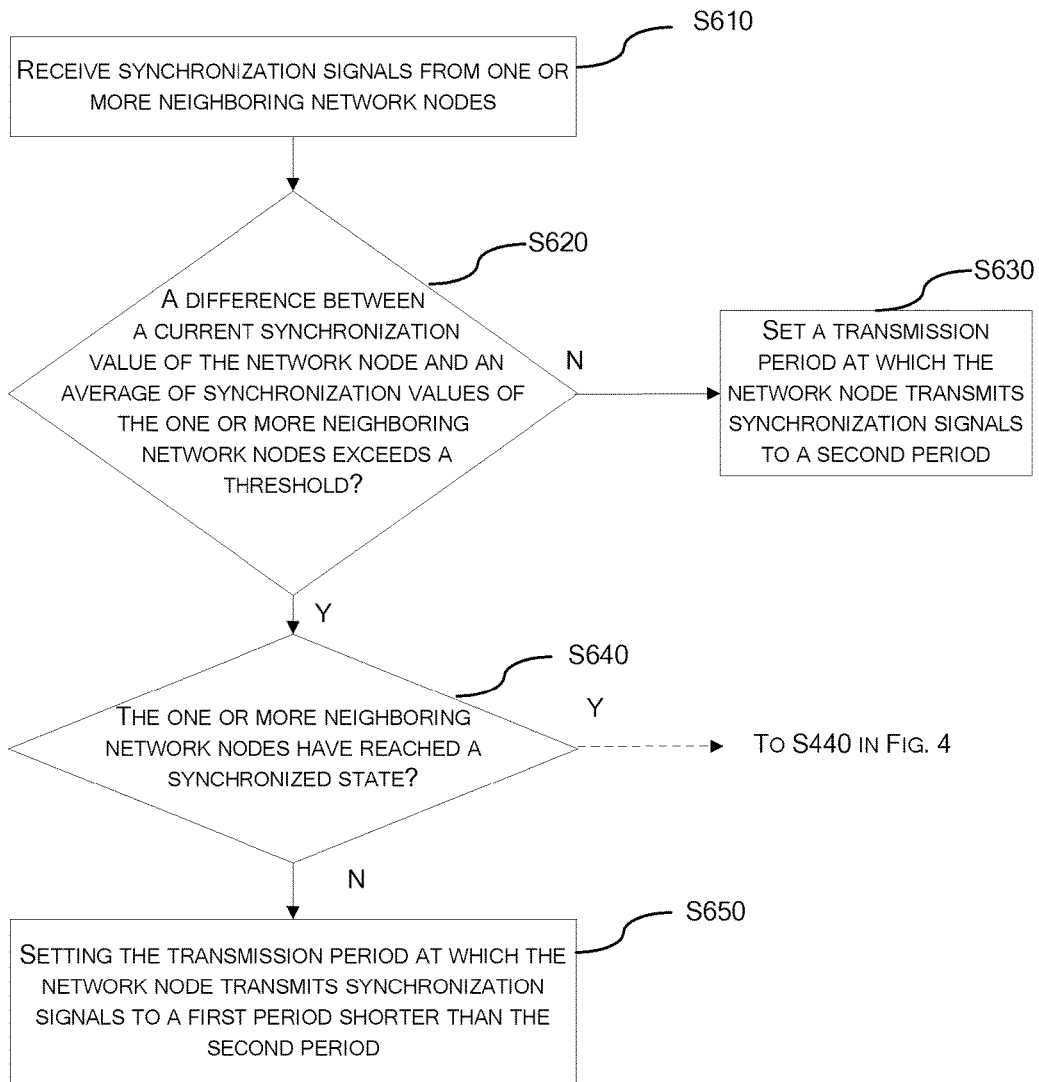 S610
RECEIVE SYNCHRONIZATION SIGNALS FROM ONE OR
MORE NEIGHBORING NETWORK NODES
S620
A DIFFERENCE BETWEEN
A CURRENT SYNCHRONIZATION
VALUE OF THE NETWORK NODE AND AN
AVERAGE OF SYNCHRONIZATION VALUES OF
THE ONE OR MORE NEIGHBORING
NETWORK NODES EXCEEDS A
THRESHOLD?
N
S630
SET A TRANSMISSION
PERIOD AT WHICH THE
NETWORK NODE TRANSMITS
SYNCHRONIZATION SIGNALS
TO A SECOND PERIOD
Y
S640
THE ONE OR MORE NEIGHBORING
NETWORK NODES HAVE REACHED A
SYNCHRONIZED STATE?
Y
TO S440 IN FIG. 4
N
S650
SETTING THE TRANSMISSION PERIOD AT WHICH THE
NETWORK NODE TRANSMITS SYNCHRONIZATION
SIGNALS TO A FIRST PERIOD SHORTER THAN THE
SECOND PERIOD